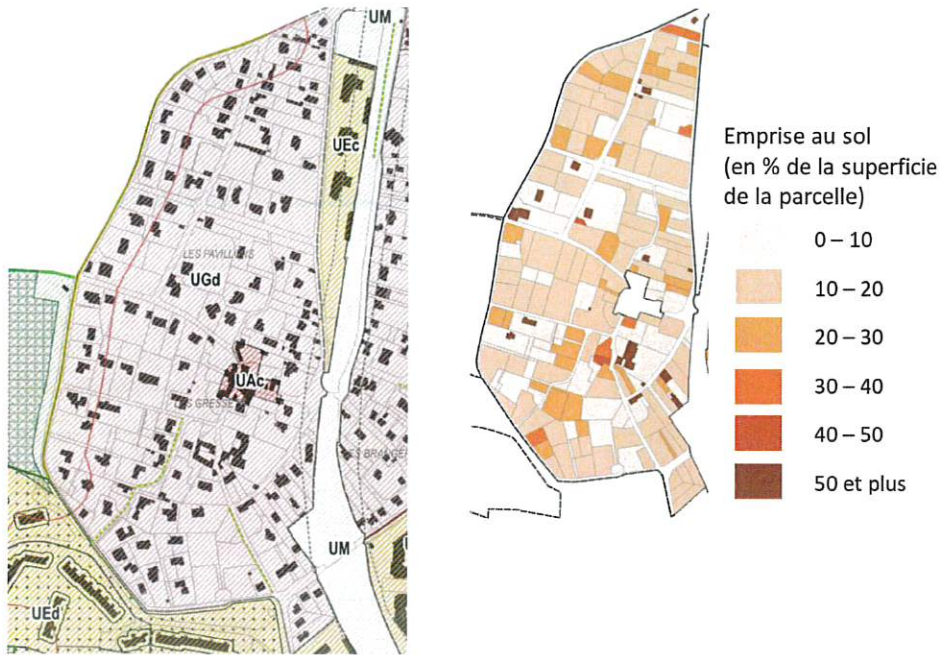 UM
UEc
LES PAVILLONS
UGd
UAc
LES GRESSETS
UM
UEd
Emprise au sol
(en % de la superficie
de la parcelle)
0 – 10
10 – 20
20 – 30
30 – 40
40 – 50
50 et plus